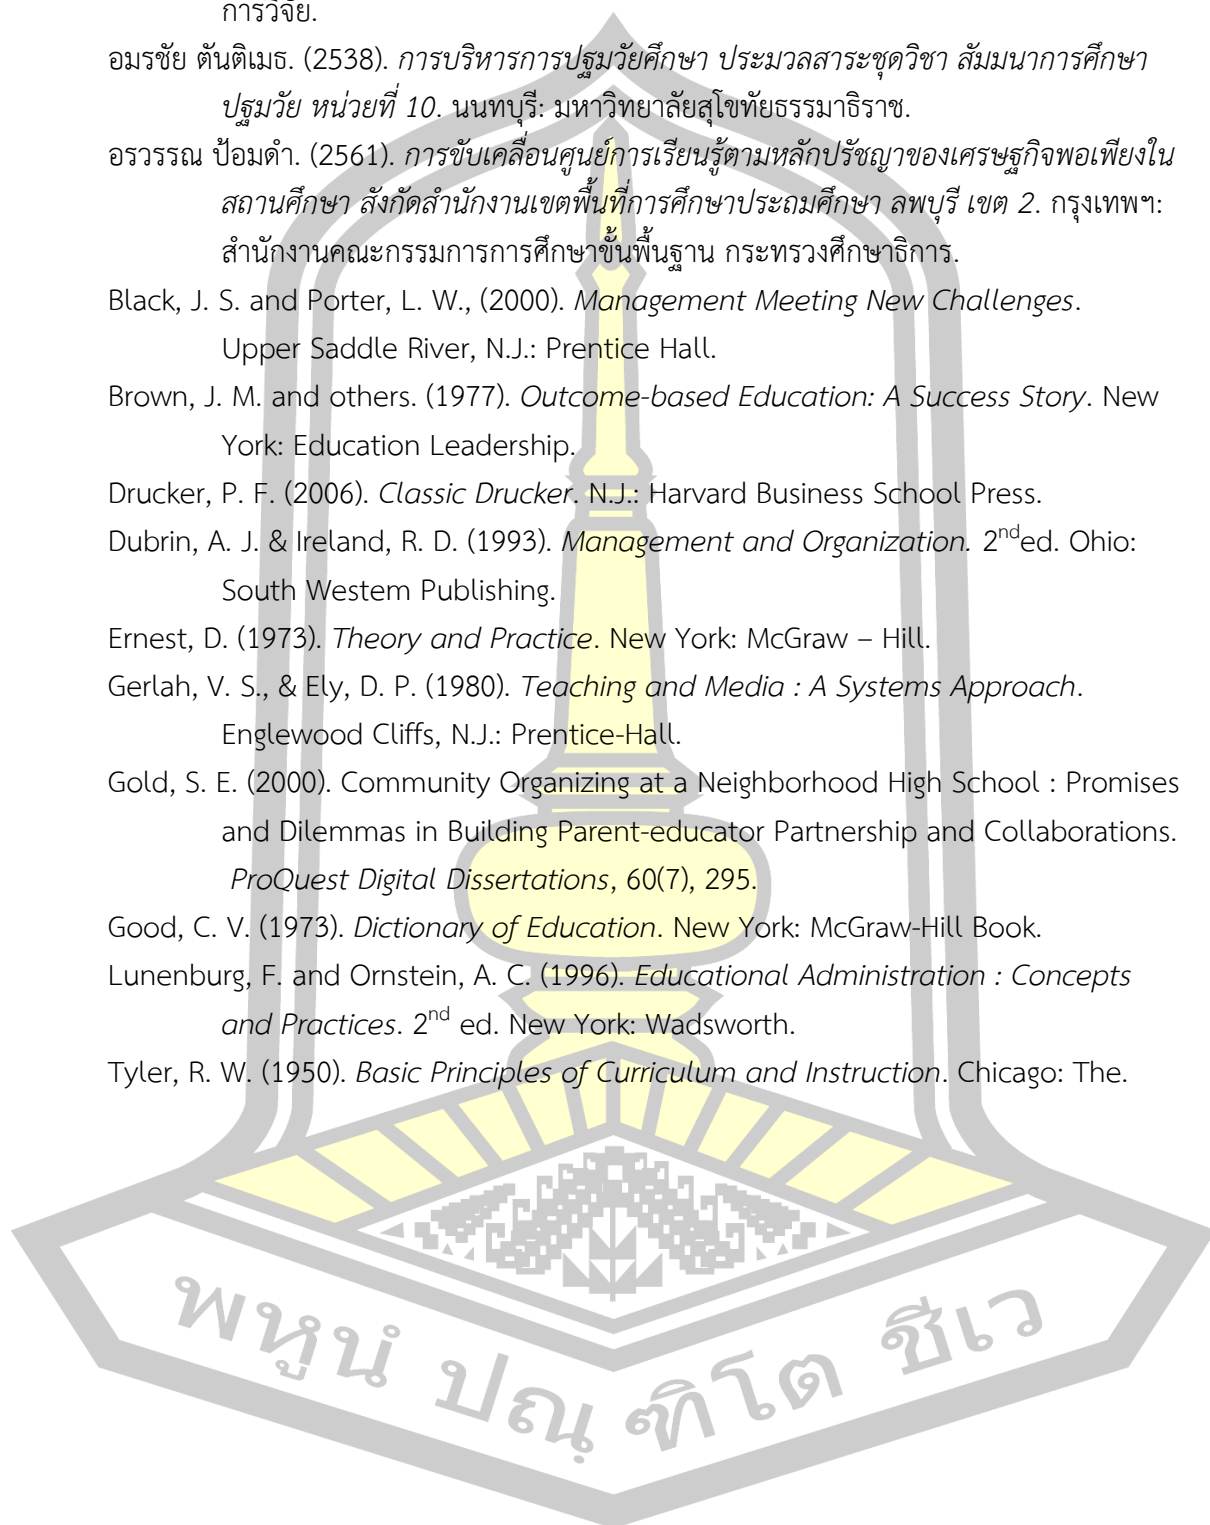 การวิจัย.
อมรชัย ตันติเมธ. (2538). การบริหารการปฐมวัยศึกษา ประมวลสาระชุดวิชา สัมมนาการศึกษา
ปฐมวัย หน่วยที่ 10. นนทบุรี: มหาวิทยาลัยสุโขทัยธรรมาธิราช.
อรวรรณ ป้อมดำ. (2561). การขับเคลื่อนศูนย์การเรียนรู้ตามหลักปรัชญาของเศรษฐกิจพอเพียงใน
สถานศึกษา สังกัดสำนักงานเขตพื้นที่การศึกษาประถมศึกษา ลพบุรี เขต 2. กรุงเทพฯ:
สำนักงานคณะกรรมการการศึกษาขั้นพื้นฐาน กระทรวงศึกษาธิการ.
Black, J. S. and Porter, L. W., (2000). Management Meeting New Challenges.
Upper Saddle River, N.J.: Prentice Hall.
Brown, J. M. and others. (1977). Outcome-based Education: A Success Story. New
York: Education Leadership.
Drucker, P. F. (2006). Classic Drucker. N.J.: Harvard Business School Press.
Dubrin, A. J. & Ireland, R. D. (1993). Management and Organization. 2nded. Ohio:
South Westem Publishing.
Ernest, D. (1973). Theory and Practice. New York: McGraw – Hill.
Gerlah, V. S., & Ely, D. P. (1980). Teaching and Media : A Systems Approach.
Englewood Cliffs, N.J.: Prentice-Hall.
Gold, S. E. (2000). Community Organizing at a Neighborhood High School : Promises
and Dilemmas in Building Parent-educator Partnership and Collaborations.
ProQuest Digital Dissertations, 60(7), 295.
Good, C. V. (1973). Dictionary of Education. New York: McGraw-Hill Book.
Lunenburg, F. and Ornstein, A. C. (1996). Educational Administration : Concepts
and Practices. 2nd ed. New York: Wadsworth.
Tyler, R. W. (1950). Basic Principles of Curriculum and Instruction. Chicago: The.
พหูนํ ปณฺฑิโต ชีเว